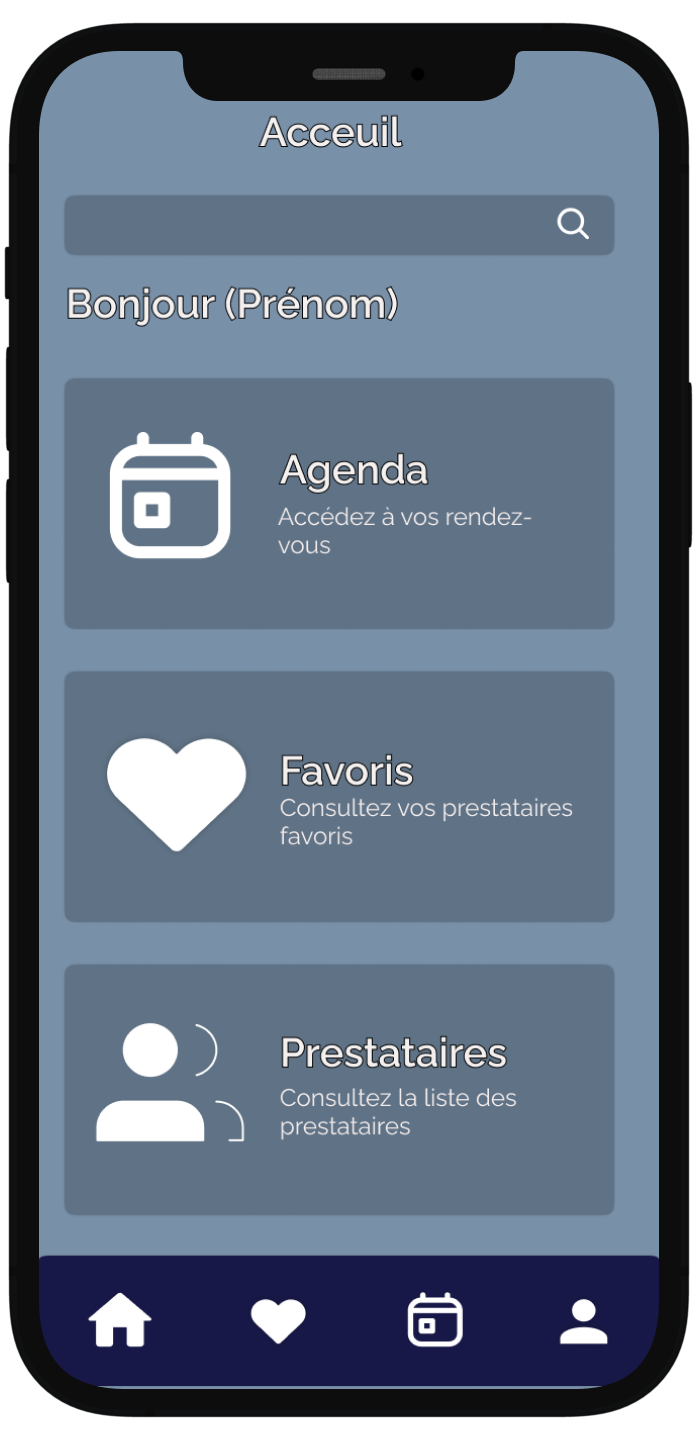 Acceuil
Bonjour (Prénom)
Agenda
Accédez à vos rendez-
vous
Favoris
Consultez vos prestataires
favoris
Prestataires
Consultez la liste des
prestataires